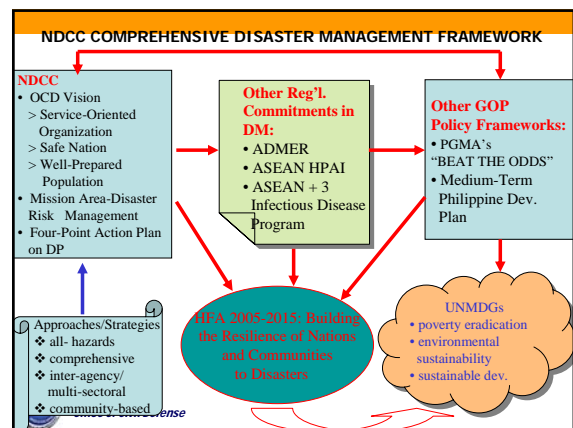 NDCC COMPREHENSIVE DISASTER MANAGEMENT FRAMEWORK
NDCC
• OCD Vision
> Service-Oriented
Organization
> Safe Nation
> Well-Prepared
Population
• Mission Area-Disaster
Risk Management
• Four-Point Action Plan
on DP
Other Reg'l.
Commitments in
DM:
• ADMER
• ASEAN HPAI
• ASEAN + 3
Infectious Disease
Program
Other GOP
Policy Frameworks:
• PGMA's
"BEAT THE ODDS"
• Medium-Term
Philippine Dev.
Plan
Approaches/Strategies
❖ all- hazards
❖ comprehensive
❖ inter-agency/
multi-sectoral
❖ community-based
HFA 2005-2015: Building
the Resilience of Nations
and Communities
to Disasters
UNMDGs
• poverty eradication
• environmental
sustainability
• sustainable dev.